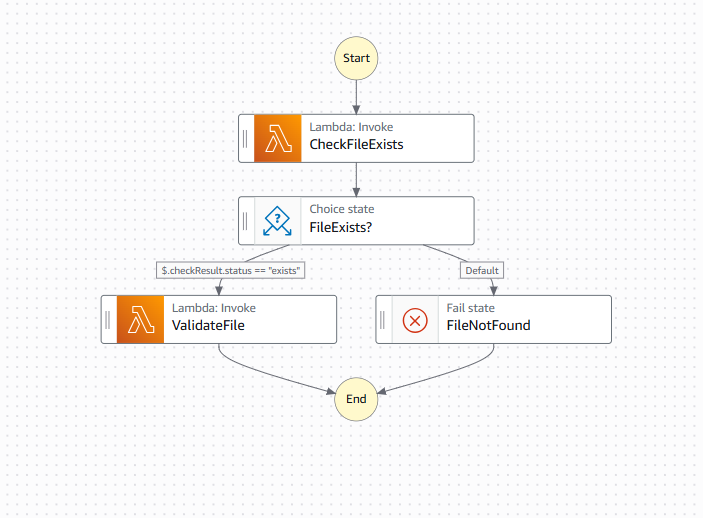 Start
Lambda: Invoke
CheckFileExists
Choice state
FileExists?
$.checkResult.status == "exists"
Default
Lambda: Invoke
ValidateFile
Fail state
FileNotFound
End